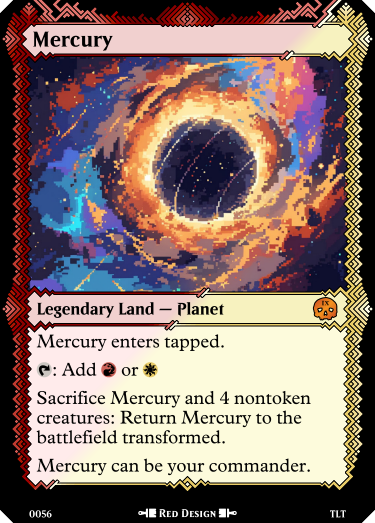 Mercury
Legendary Land — Planet
Mercury enters tapped.
: Add or
Sacrifice Mercury and 4 nontoken
creatures: Return Mercury to the
battlefield transformed.
Mercury can be your commander.
0056 Red Design TLT